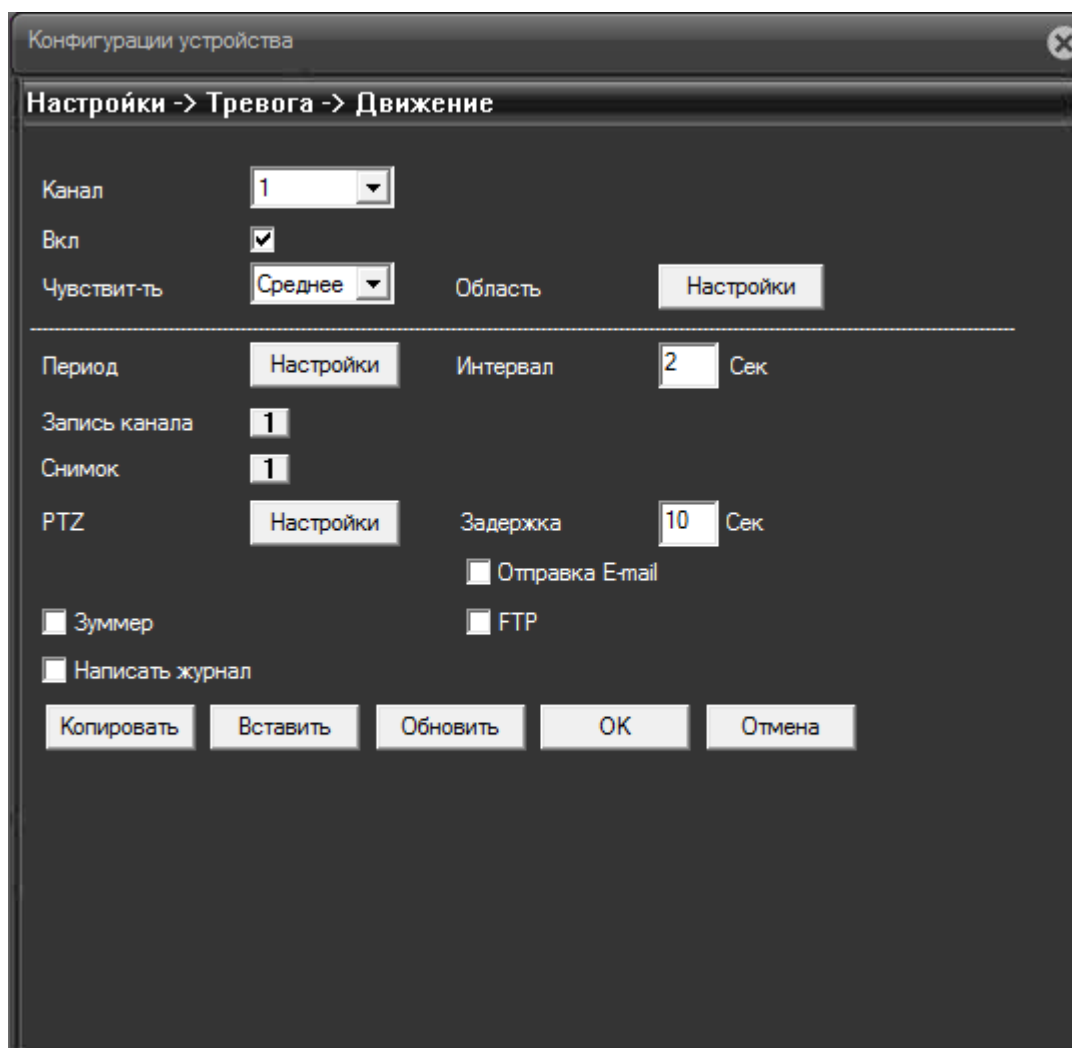 Конфигурации устройства
Настройки -> Тревога -> Движение
Канал 1
Вкл
Чувствит-ть Среднее Область Настройки
Период Настройки Интервал 2 Сек
Запись канала 1
Снимок 1
PTZ Настройки Задержка 10 Сек
Отправка E-mail
Зуммер FTP
Написать журнал
Копировать Вставить Обновить OK Отмена